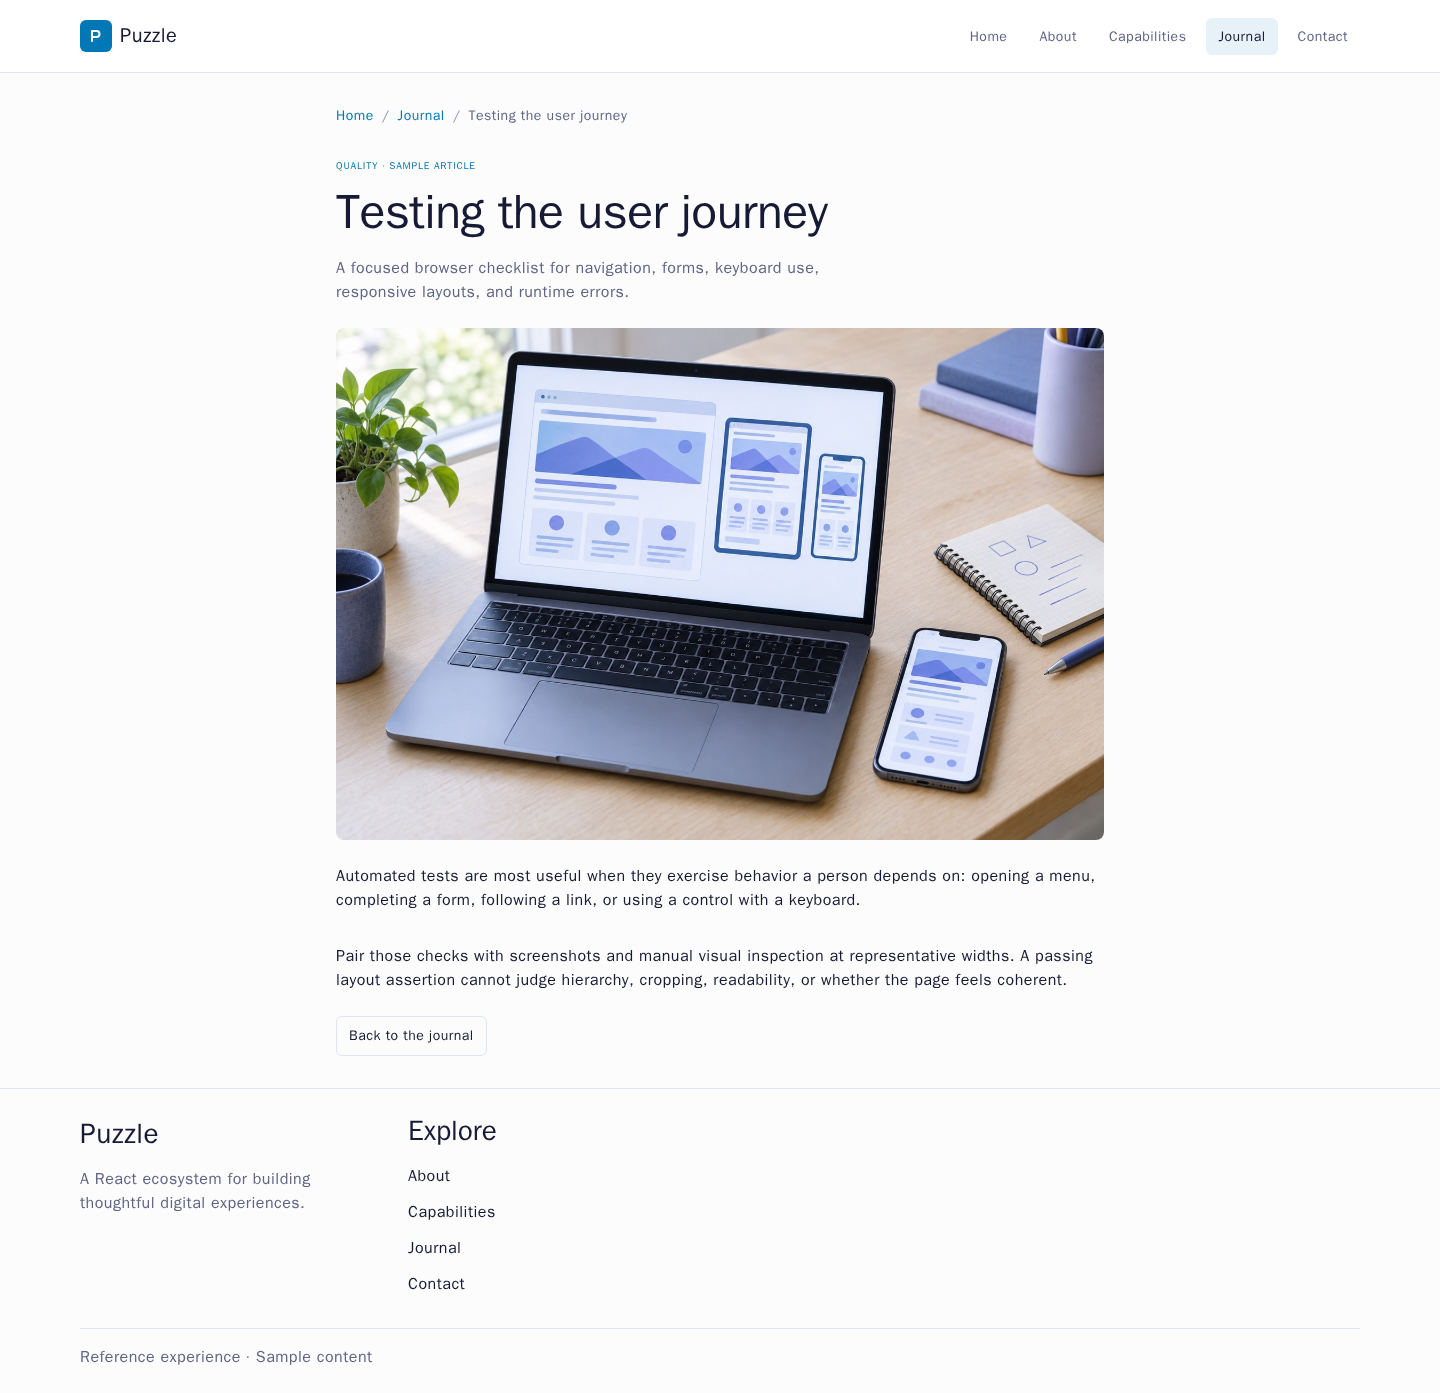 P Puzzle
Home About Capabilities Journal Contact
Home / Journal / Testing the user journey
QUALITY · SAMPLE ARTICLE
Testing the user journey
A focused browser checklist for navigation, forms, keyboard use,
responsive layouts, and runtime errors.
Automated tests are most useful when they exercise behavior a person depends on: opening a menu,
completing a form, following a link, or using a control with a keyboard.
Pair those checks with screenshots and manual visual inspection at representative widths. A passing
layout assertion cannot judge hierarchy, cropping, readability, or whether the page feels coherent.
Back to the journal
Puzzle
A React ecosystem for building
thoughtful digital experiences.
Explore
About
Capabilities
Journal
Contact
Reference experience · Sample content